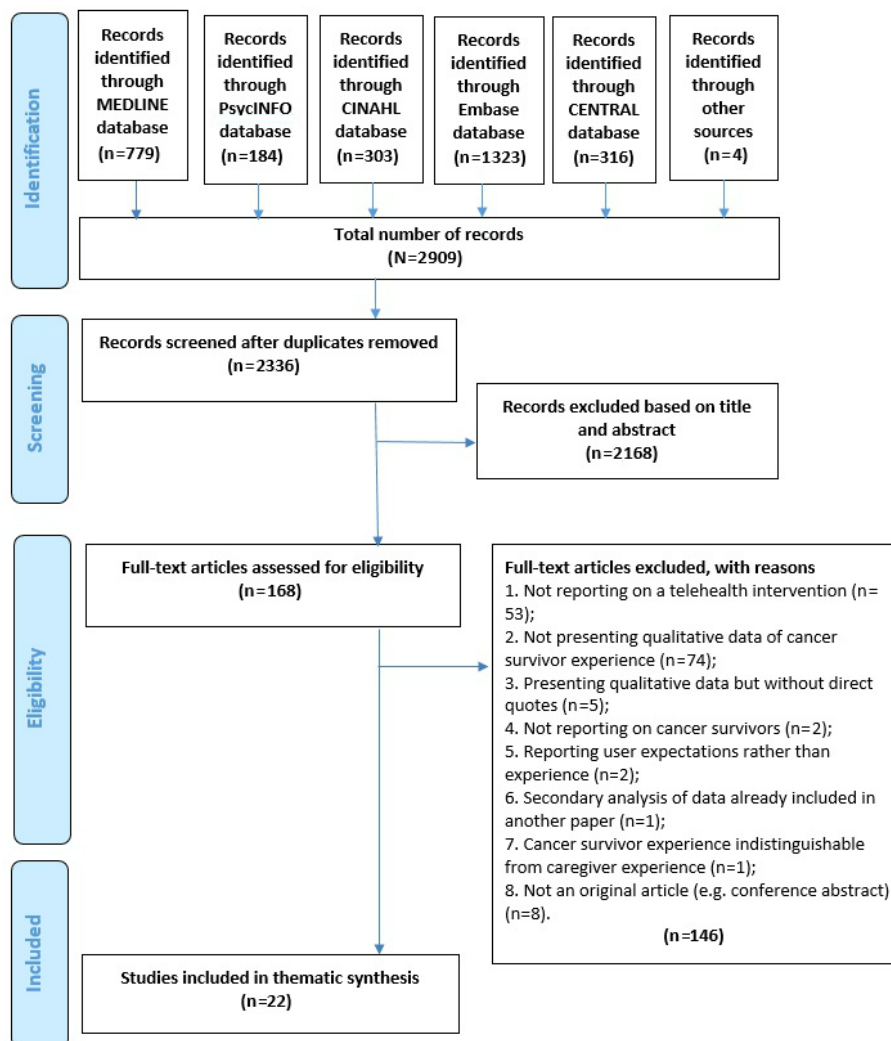 Identification
Records
identified
through
MEDLINE
database
(n=779)
Records
identified
through
PsycINFO
database
(n=184)
Records
identified
through
CINAHL
database
(n=303)
Records
identified
through
Embase
database
(n=1323)
Records
identified
through
CENTRAL
database
(n=316)
Records
identified
through
other
sources
(n=4)
Total number of records
(N=2909)
Screening
Records screened after duplicates removed
(n=2336)
Records excluded based on title
and abstract
(n=2168)
Eligibility
Full-text articles assessed for eligibility
(n=168)
Full-text articles excluded, with reasons
1. Not reporting on a telehealth intervention (n=
53);
2. Not presenting qualitative data of cancer
survivor experience (n=74);
3. Presenting qualitative data but without direct
quotes (n=5);
4. Not reporting on cancer survivors (n=2);
5. Reporting user expectations rather than
experience (n=2);
6. Secondary analysis of data already included in
another paper (n=1);
7. Cancer survivor experience indistinguishable
from caregiver experience (n=1);
8. Not an original article (e.g. conference abstract)
(n=8).
(n=146)
Included
Studies included in thematic synthesis
(n=22)